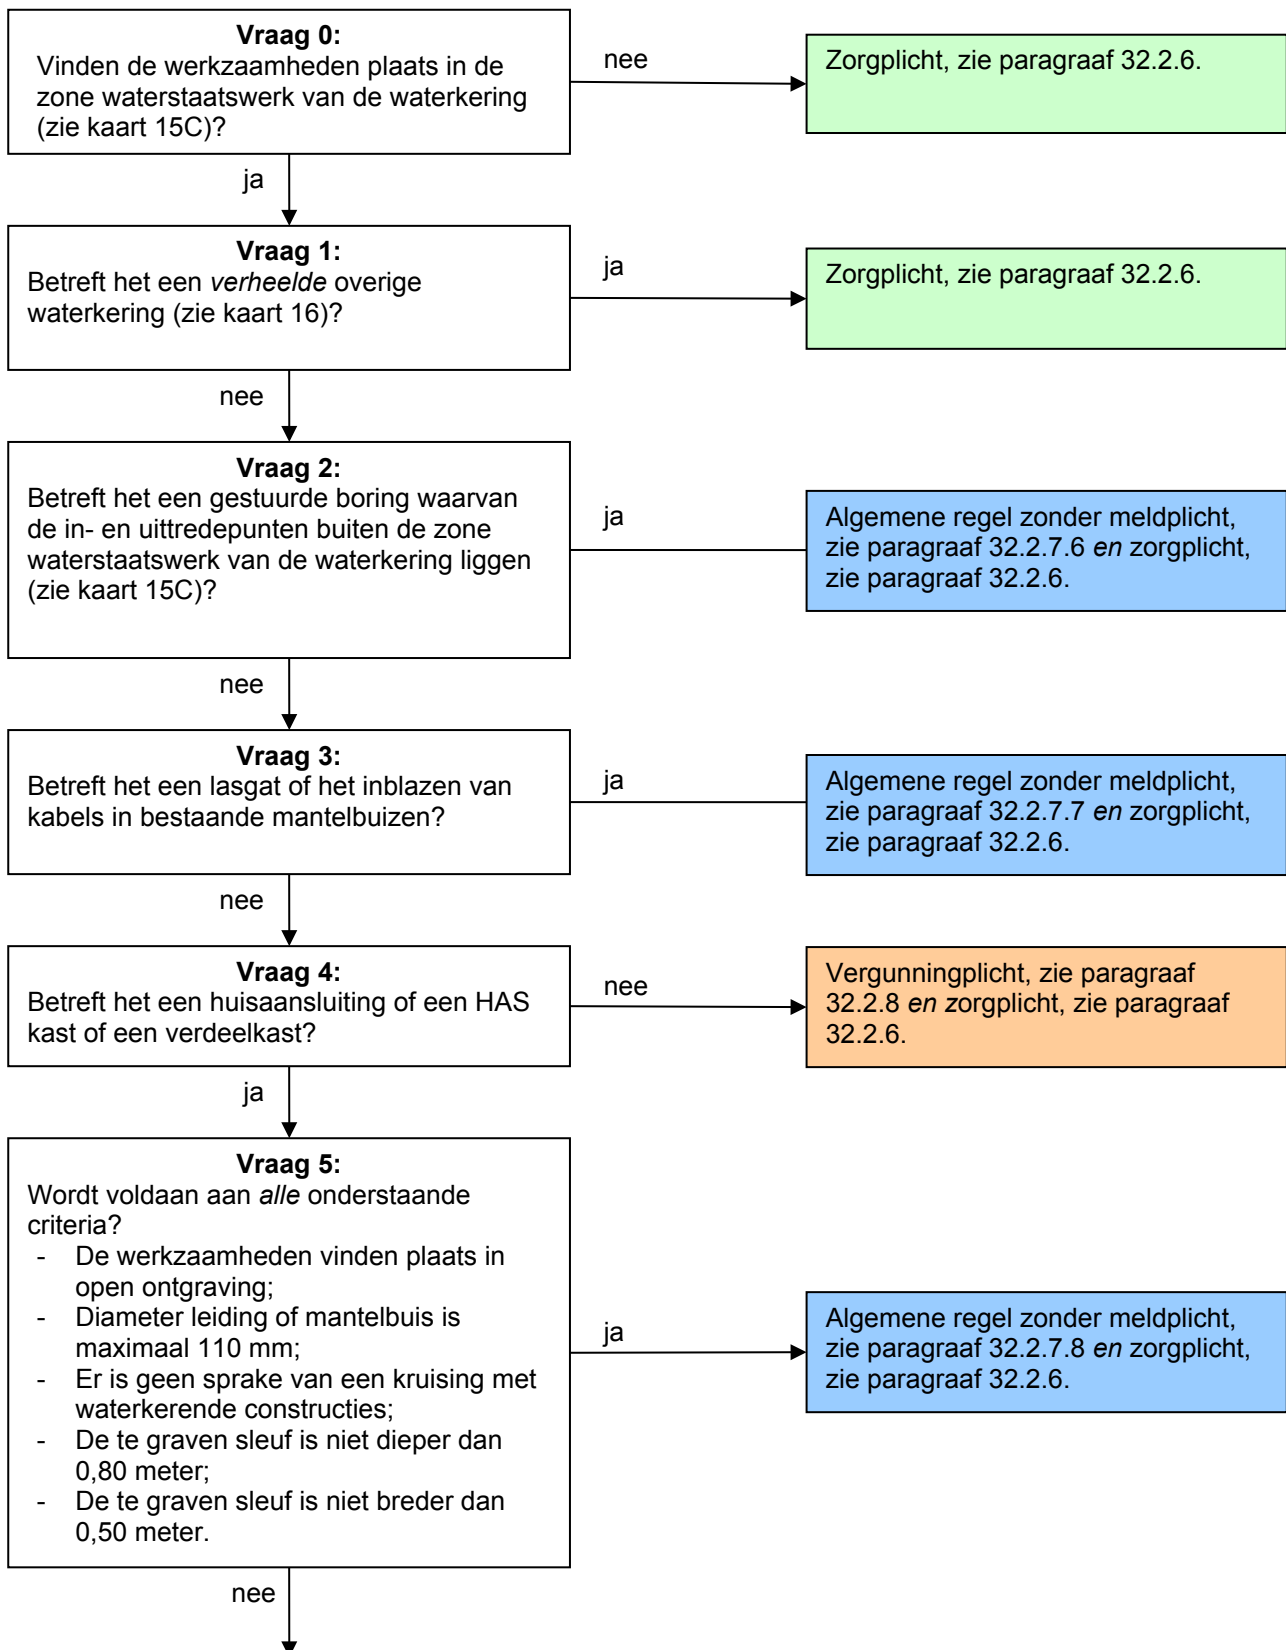 Vraag 0:
Vinden de werkzaamheden plaats in de
zone waterstaatswerk van de waterkering
(zie kaart 15C)?
nee
Zorgplicht, zie paragraaf 32.2.6.
ja
Vraag 1:
Betreft het een verheelde overige
waterkering (zie kaart 16)?
ja
Zorgplicht, zie paragraaf 32.2.6.
nee
Vraag 2:
Betreft het een gestuurde boring waarvan
de in- en uittredepunten buiten de zone
waterstaatswerk van de waterkering liggen
(zie kaart 15C)?
ja
Algemene regel zonder meldplicht,
zie paragraaf 32.2.7.6 en zorgplicht,
zie paragraaf 32.2.6.
nee
Vraag 3:
Betreft het een lasgat of het inblazen van
kabels in bestaande mantelbuizen?
ja
Algemene regel zonder meldplicht,
zie paragraaf 32.2.7.7 en zorgplicht,
zie paragraaf 32.2.6.
nee
Vraag 4:
Betreft het een huisaansluiting of een HAS
kast of een verdeelkast?
nee
Vergunningplicht, zie paragraaf
32.2.8 en zorgplicht, zie paragraaf
32.2.6.
ja
Vraag 5:
Wordt voldaan aan alle onderstaande
criteria?
- De werkzaamheden vinden plaats in
open ontgraving;
- Diameter leiding of mantelbuis is
maximaal 110 mm;
- Er is geen sprake van een kruising met
waterkerende constructies;
- De te graven sleuf is niet dieper dan
0,80 meter;
- De te graven sleuf is niet breder dan
0,50 meter.
ja
Algemene regel zonder meldplicht,
zie paragraaf 32.2.7.8 en zorgplicht,
zie paragraaf 32.2.6.
nee